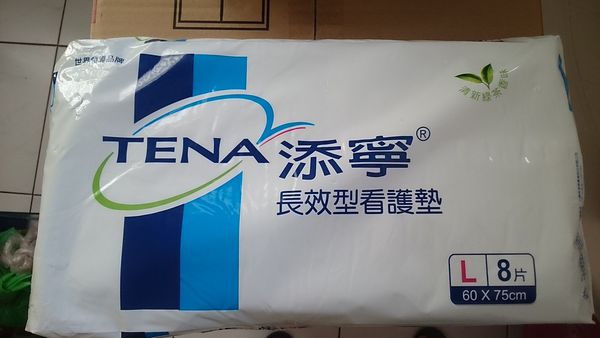 世界領導品牌
清新綠茶香味
TENA 添寧®
長效型看護墊
L 8片
60 X 75cm